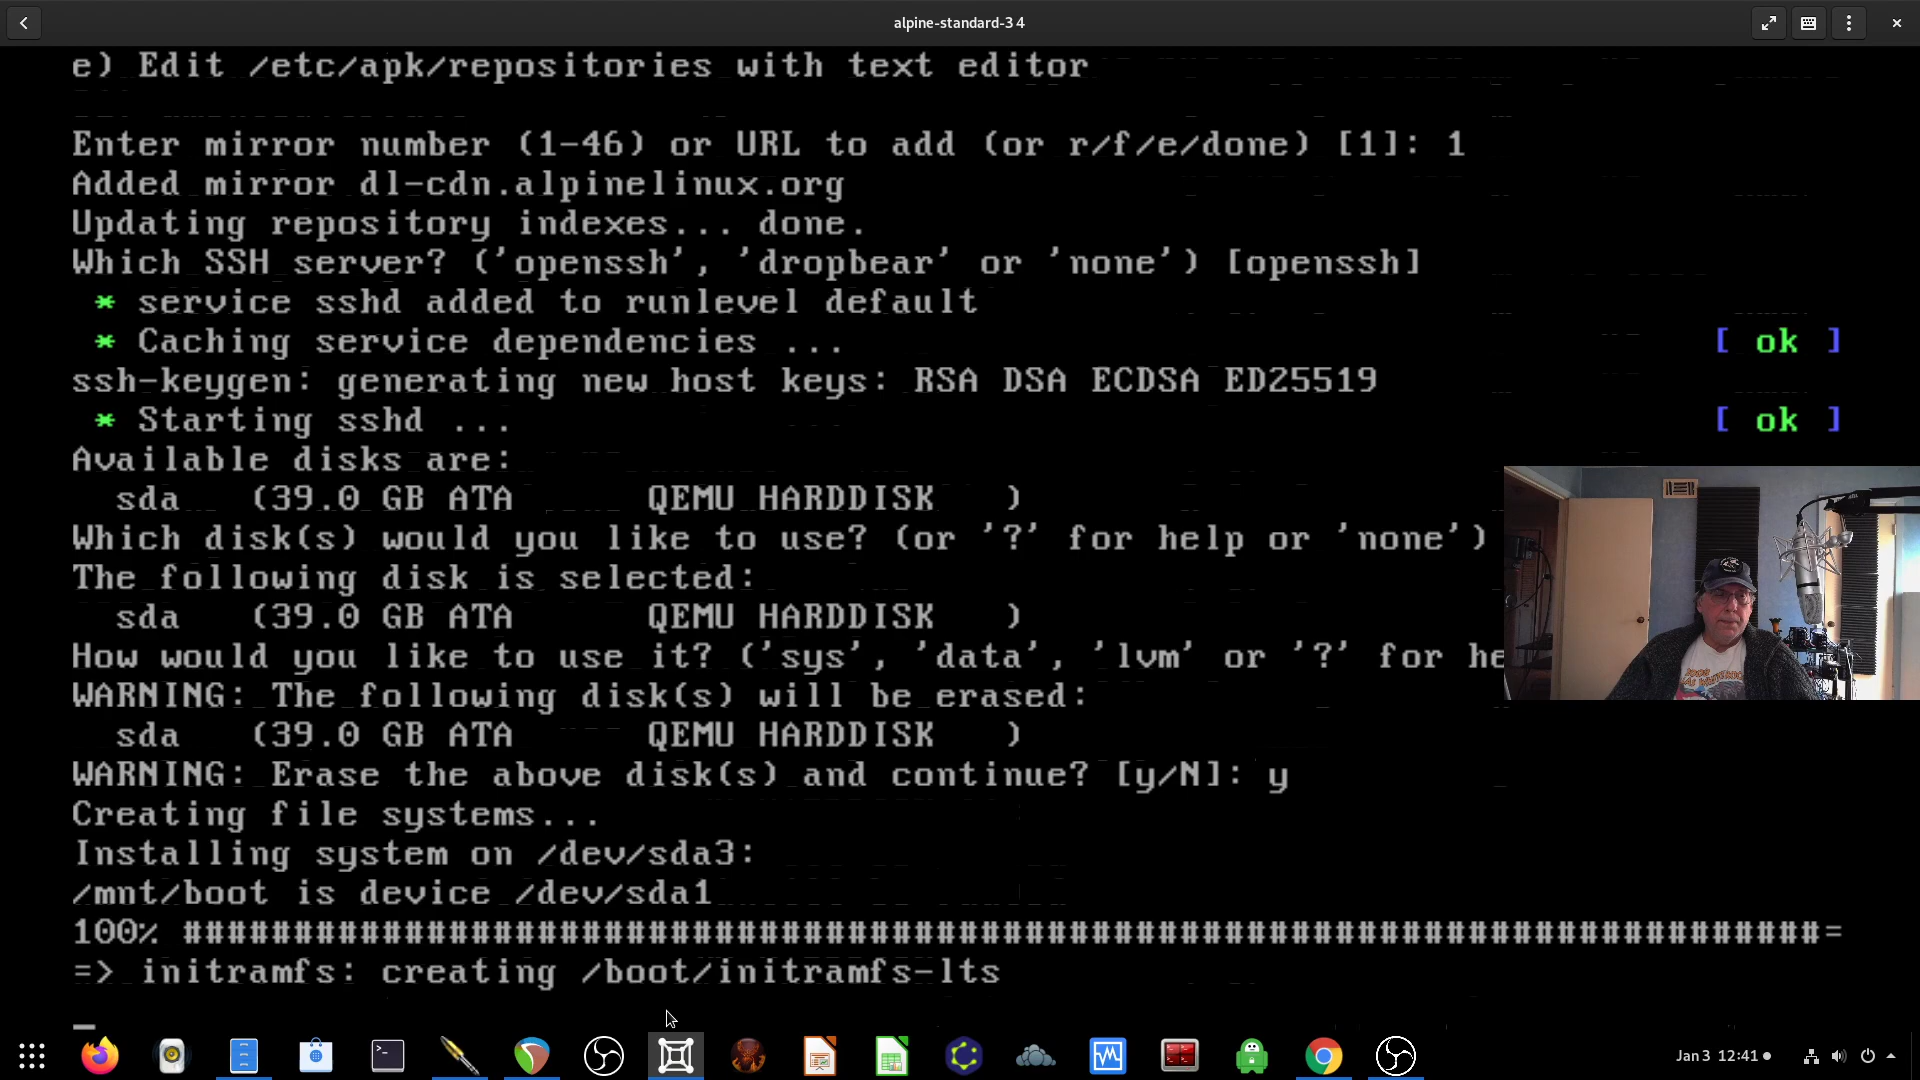 alpine-standard-3 4
e) Edit /etc/apk/repositories with text editor
Enter mirror number (1-46) or URL to add (or r/f/e/done) [1]: 1
Added mirror dl-cdn.alpinelinux.org
Updating repository indexes... done.
Which SSH server? ('openssh', 'dropbear' or 'none') [openssh]
* service sshd added to runlevel default
* Caching service dependencies ... [ ok ]
ssh-keygen: generating new host keys: RSA DSA ECDSA ED25519
* Starting sshd ... [ ok ]
Available disks are:
sda (39.0 GB ATA QEMU HARDDISK )
Which disk(s) would you like to use? (or '?' for help or 'none')
The following disk is selected:
sda (39.0 GB ATA QEMU HARDDISK )
How would you like to use it? ('sys', 'data', 'lvm' or '?' for he
WARNING: The following disk(s) will be erased:
sda (39.0 GB ATA QEMU HARDDISK )
WARNING: Erase the above disk(s) and continue? [y/N]: y
Creating file systems...
Installing system on /dev/sda3:
/mnt/boot is device /dev/sda1
100% ##########################################################################=
=> initramfs: creating /boot/initramfs-lts
Jan 3 12:41